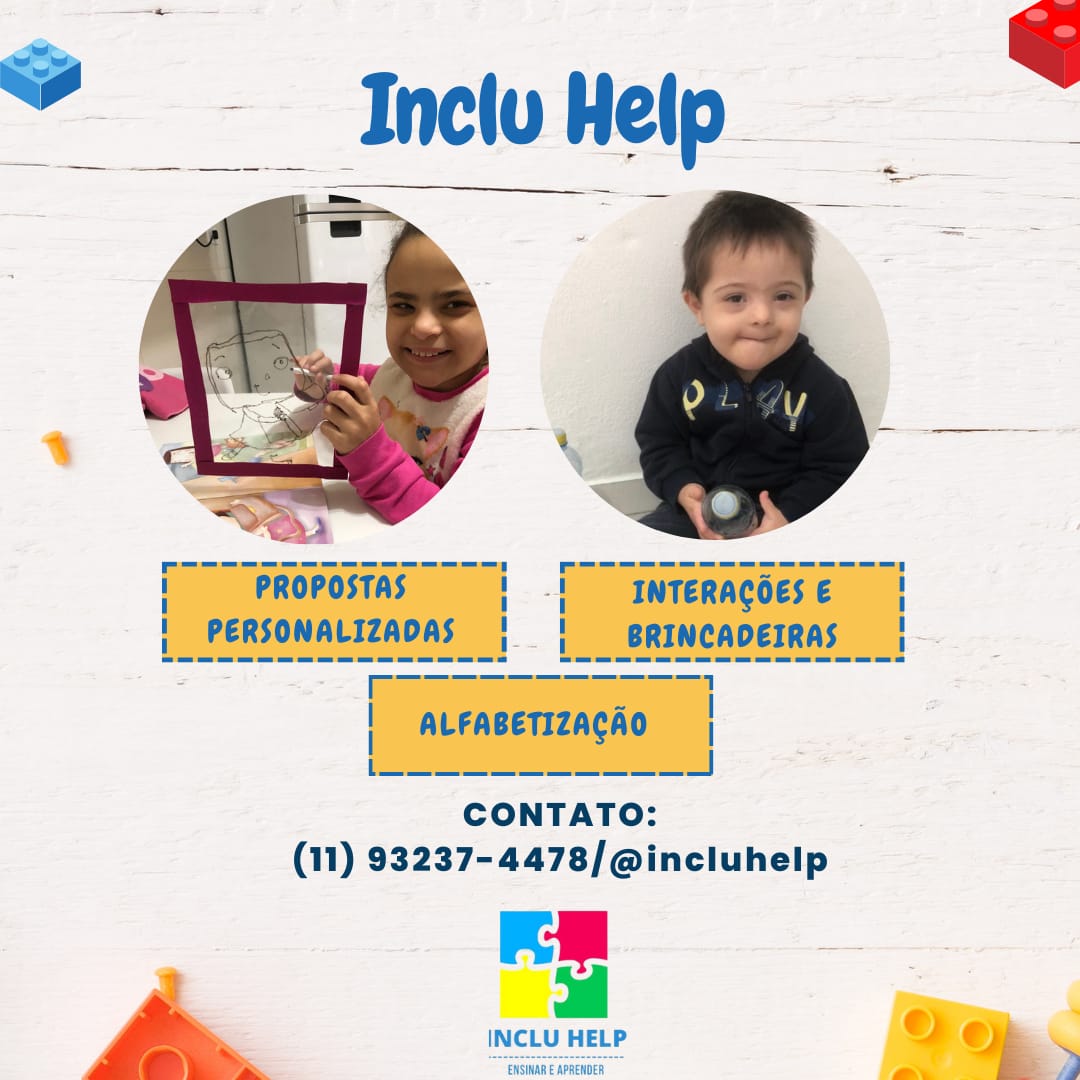 Inclu Help
PLAY
PROPOSTAS
PERSONALIZADAS
INTERAÇÕES E
BRINCADEIRAS
ALFABETIZAÇÃO
CONTATO:
(11) 93237-4478/@incluhelp
INCLU HELP
ENSINAR E APRENDER